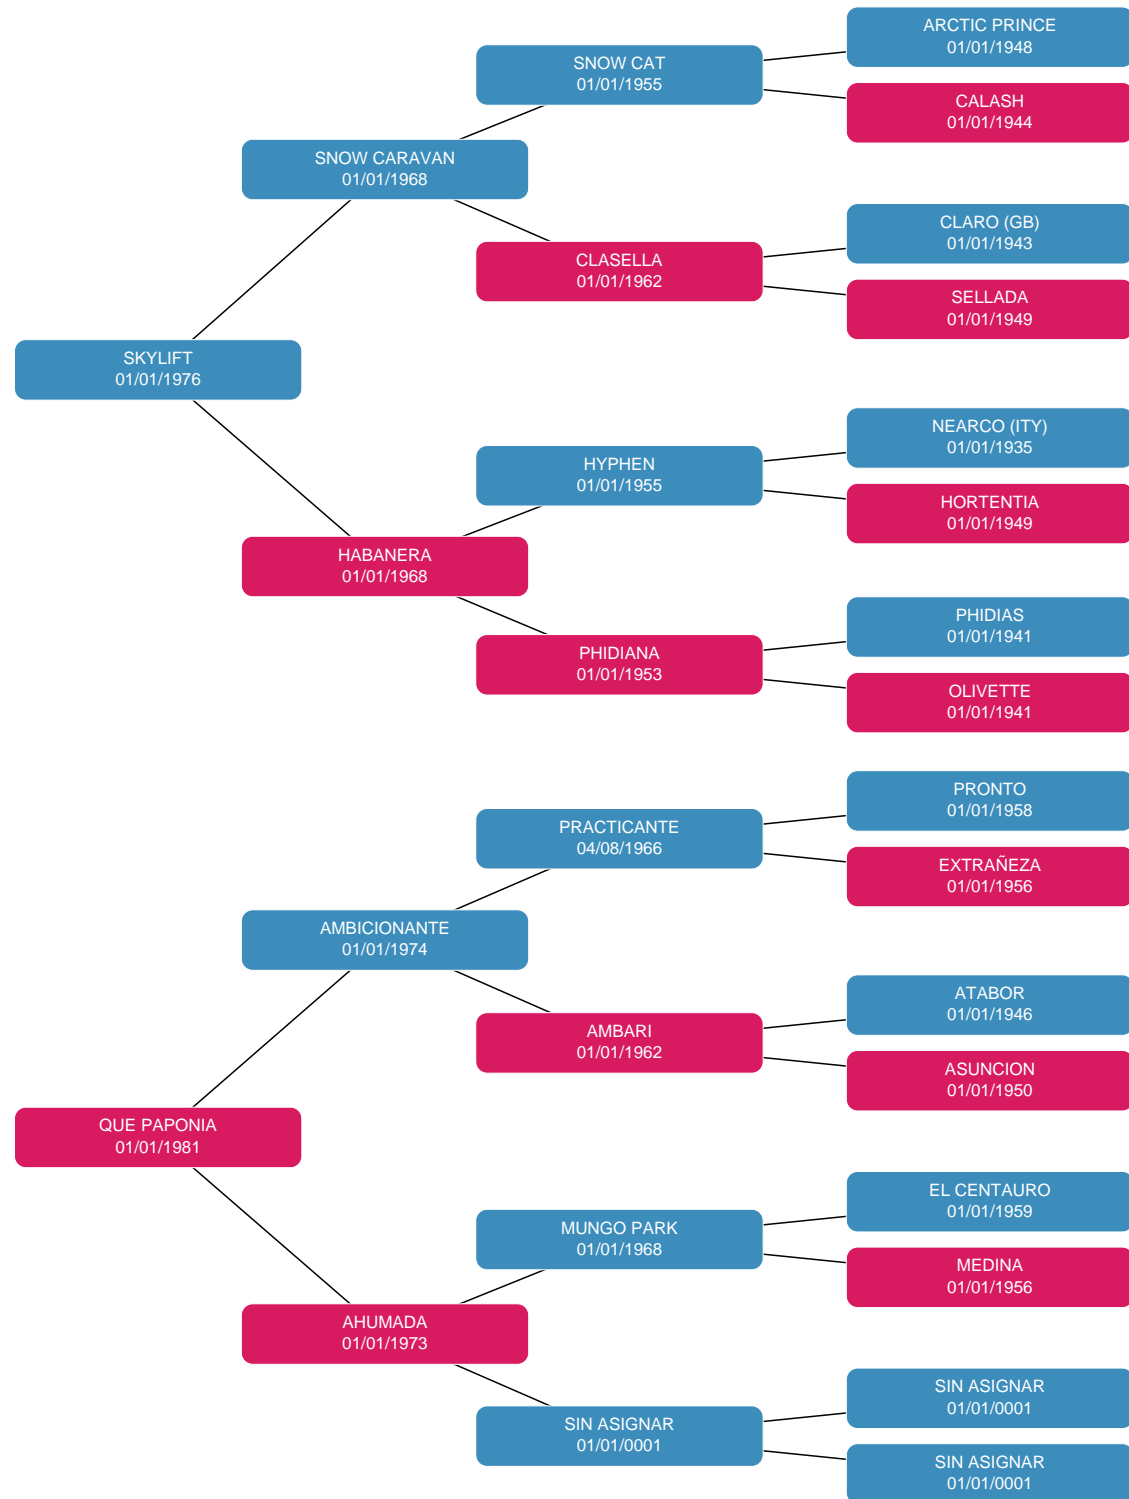 ARCTIC PRINCE
01/01/1948
SNOW CAT
01/01/1955
CALASH
01/01/1944
SNOW CARAVAN
01/01/1968
CLARO (GB)
01/01/1943
CLASELLA
01/01/1962
SELLADA
01/01/1949
SKYLIFT
01/01/1976
NEARCO (ITY)
01/01/1935
HYPHEN
01/01/1955
HORTENTIA
01/01/1949
HABANERA
01/01/1968
PHIDIAS
01/01/1941
PHIDIANA
01/01/1953
OLIVETTE
01/01/1941
PRONTO
01/01/1958
PRACTICANTE
04/08/1966
EXTRAÑEZA
01/01/1956
AMBICIONANTE
01/01/1974
ATABOR
01/01/1946
AMBARI
01/01/1962
ASUNCION
01/01/1950
QUE PAPONIA
01/01/1981
EL CENTAURO
01/01/1959
MUNGO PARK
01/01/1968
MEDINA
01/01/1956
AHUMADA
01/01/1973
SIN ASIGNAR
01/01/0001
SIN ASIGNAR
01/01/0001
SIN ASIGNAR
01/01/0001